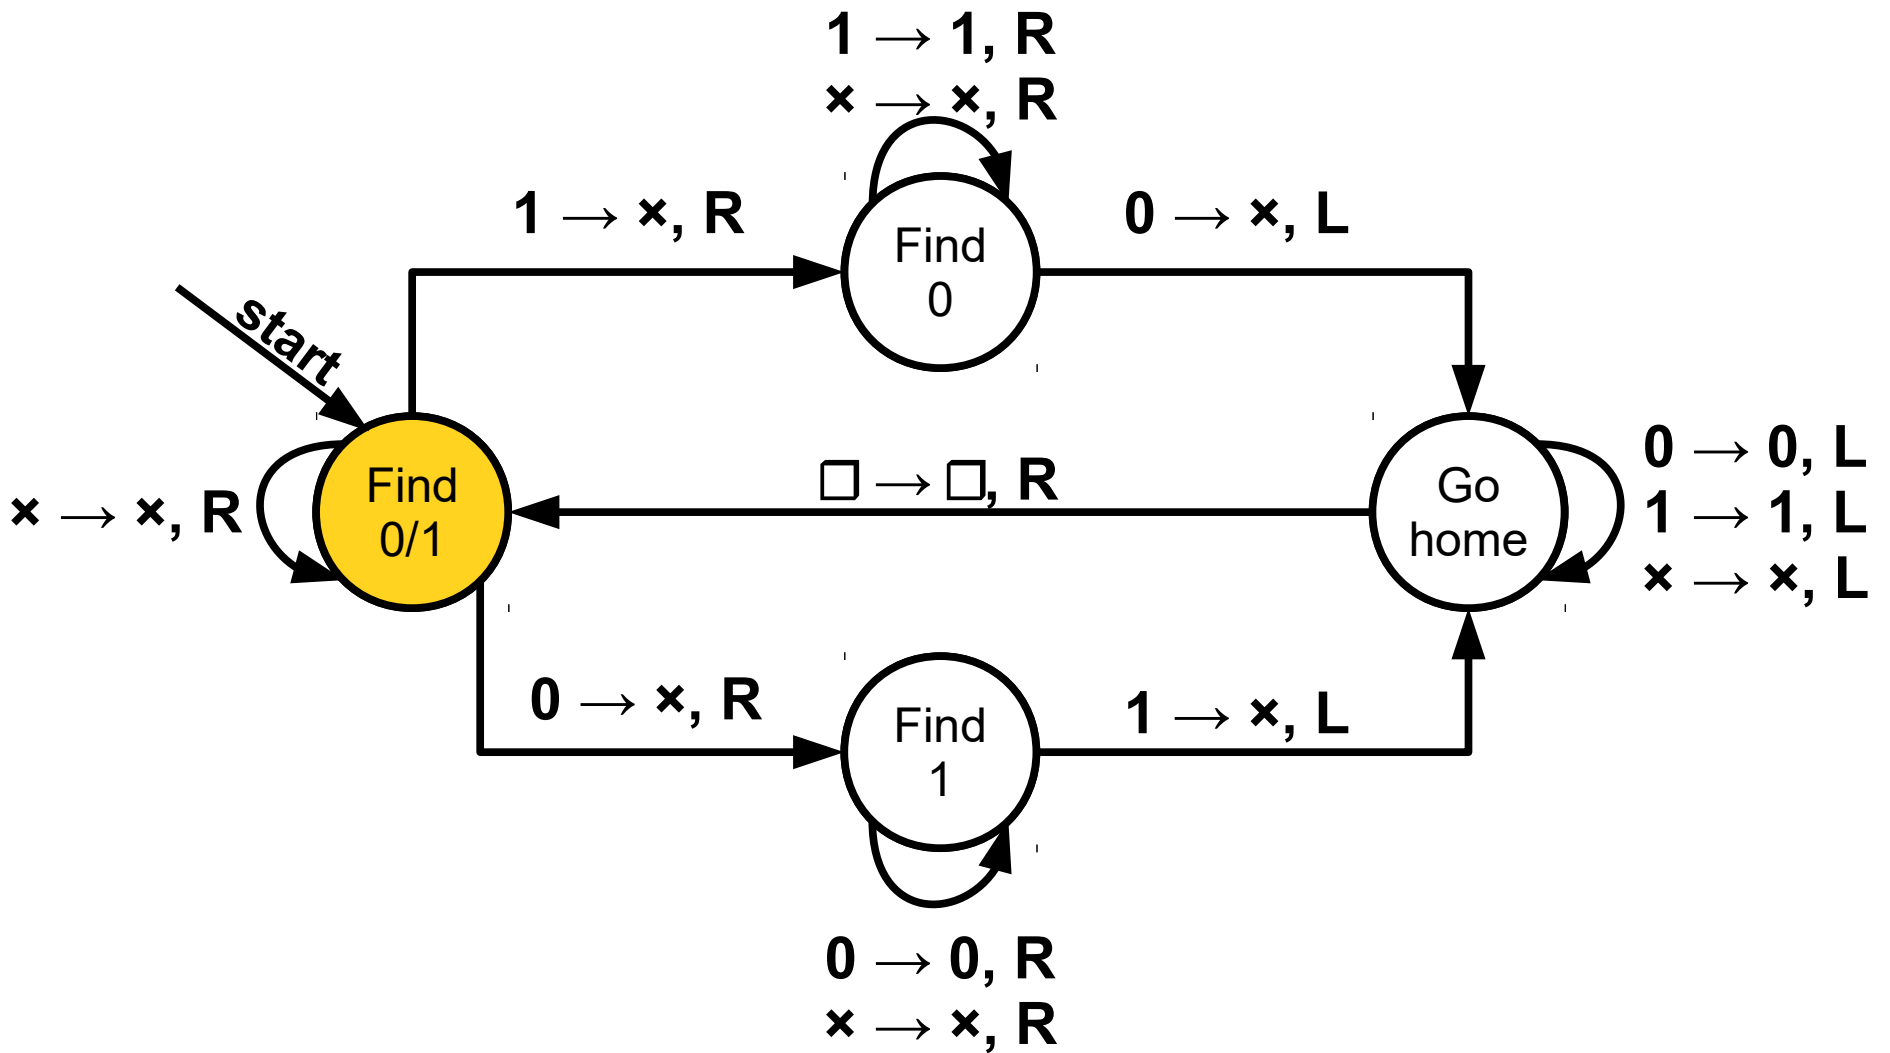 1 → 1, R
× → ×, R
1 → ×, R
Find
0
0 → ×, L
start
× → ×, R
Find
0/1
□ → □, R
Go
home
0 → 0, L
1 → 1, L
× → ×, L
0 → ×, R
Find
1
1 → ×, L
0 → 0, R
× → ×, R